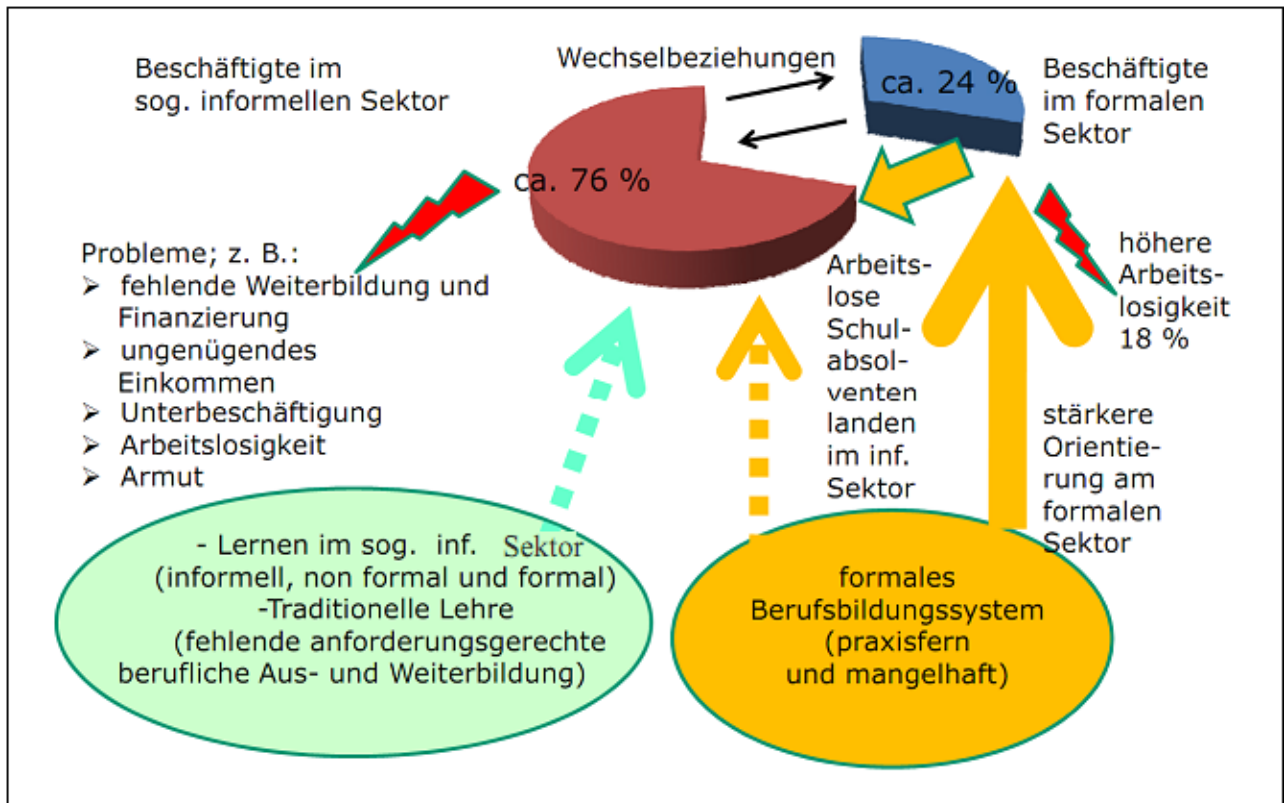 Beschäftigte im
sog. informellen Sektor
Wechselbeziehungen
ca. 24 %
Beschäftigte
im formalen
Sektor
ca. 76 %
Probleme; z. B.:
➢ fehlende Weiterbildung und
Finanzierung
➢ ungenügendes
Einkommen
➢ Unterbeschäftigung
➢ Arbeitslosigkeit
➢ Armut
Arbeits-
lose
Schul-
absol-
venten
landen
im inf.
Sektor
höhere
Arbeits-
losigkeit
18 %
stärkere
Orientie-
rung am
formalen
Sektor
- Lernen im sog. inf. Sektor
(informell, non formal und formal)
-Traditionelle Lehre
(fehlende anforderungsgerechte
berufliche Aus- und Weiterbildung)
formales
Berufsbildungssystem
(praxisfern
und mangelhaft)